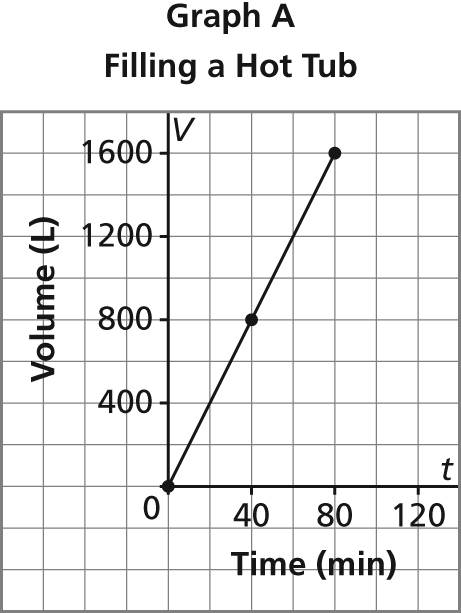 Graph A
Filling a Hot Tub
V
1600
1200
800
400
0
Volume (L)
t
40 80 120
Time (min)